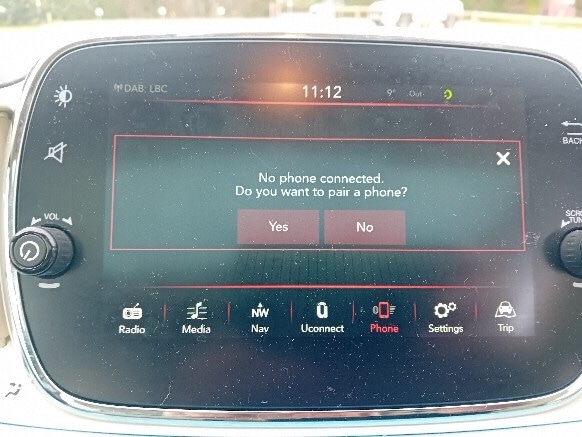 DAB: LBC
11:12
9° Out
BACK
No phone connected.
Do you want to pair a phone?
Yes
No
VOL
Radio
Media
NW
Nav
Uconnect
Phone
Settings
Trip